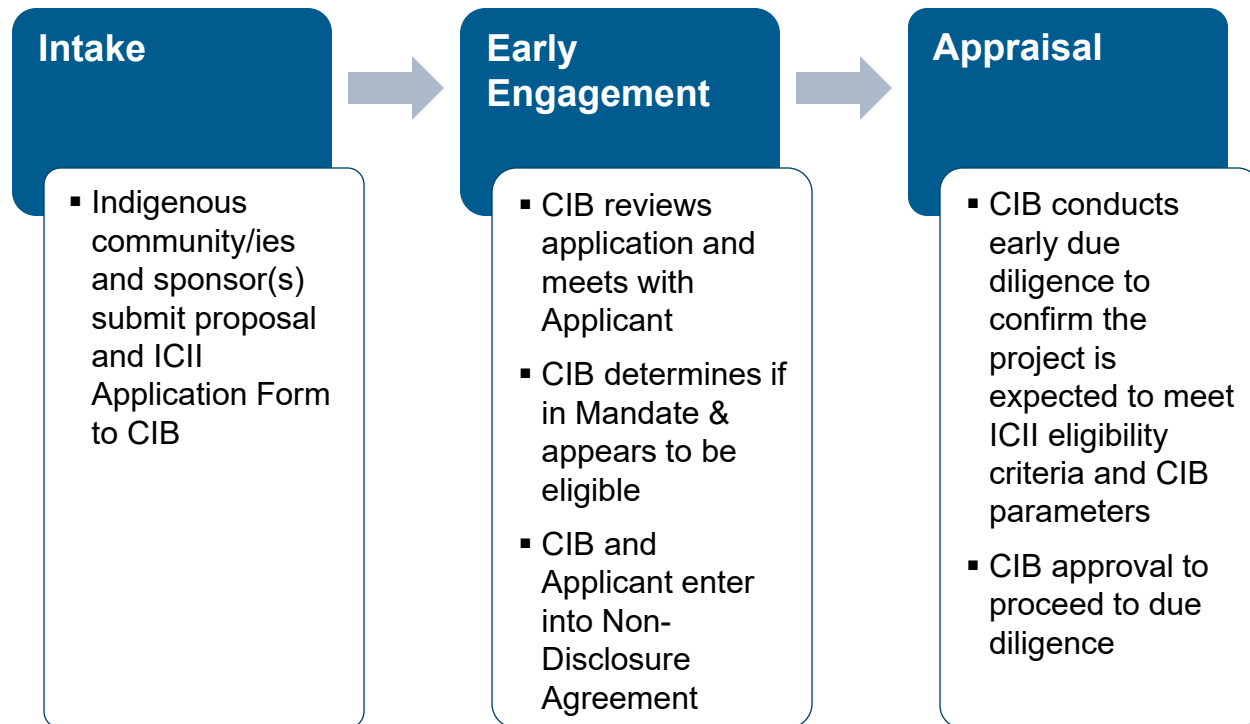 Intake
▪ Indigenous
community/ies
and sponsor(s)
submit proposal
and ICII
Application Form
to CIB
Early
Engagement
▪ CIB reviews
application and
meets with
Applicant
▪ CIB determines if
in Mandate &
appears to be
eligible
▪ CIB and
Applicant enter
into Non-
Disclosure
Agreement
Appraisal
▪ CIB conducts
early due
diligence to
confirm the
project is
expected to meet
ICII eligibility
criteria and CIB
parameters
▪ CIB approval to
proceed to due
diligence